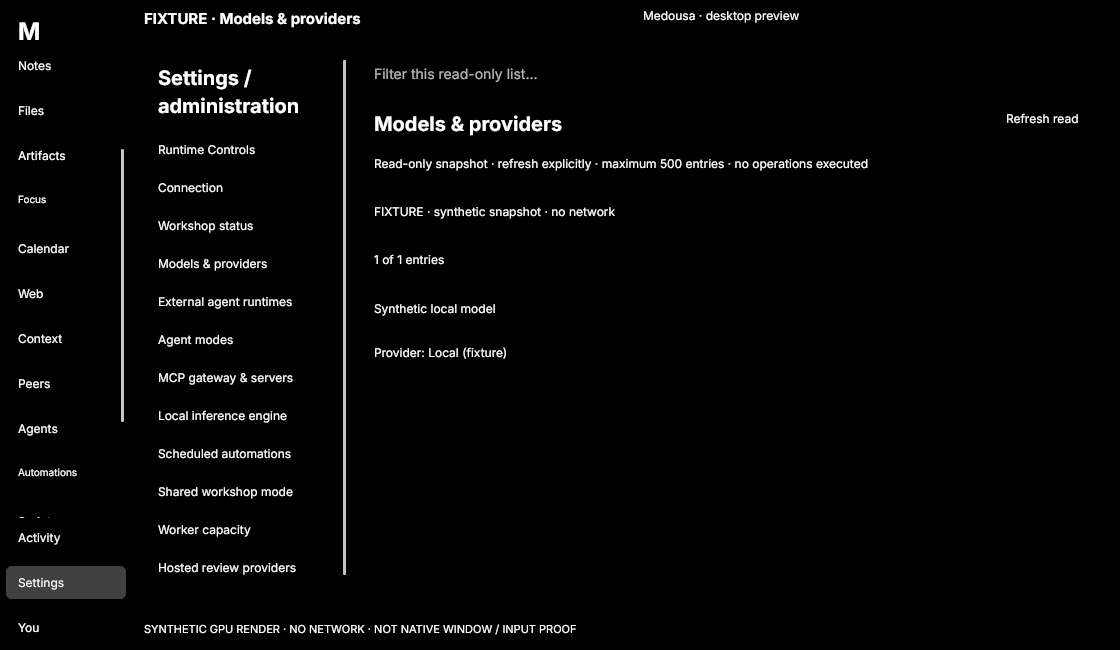 M
Notes
Files
Artifacts
Focus
Calendar
Web
Context
Peers
Agents
Automations
Activity
Settings
You
FIXTURE · Models & providers
Medousa · desktop preview
Settings /
administration
Runtime Controls
Connection
Workshop status
Models & providers
External agent runtimes
Agent modes
MCP gateway & servers
Local inference engine
Scheduled automations
Shared workshop mode
Worker capacity
Hosted review providers
Filter this read-only list...
Models & providers
Refresh read
Read-only snapshot · refresh explicitly · maximum 500 entries · no operations executed
FIXTURE · synthetic snapshot · no network
1 of 1 entries
Synthetic local model
Provider: Local (fixture)
SYNTHETIC GPU RENDER · NO NETWORK · NOT NATIVE WINDOW / INPUT PROOF